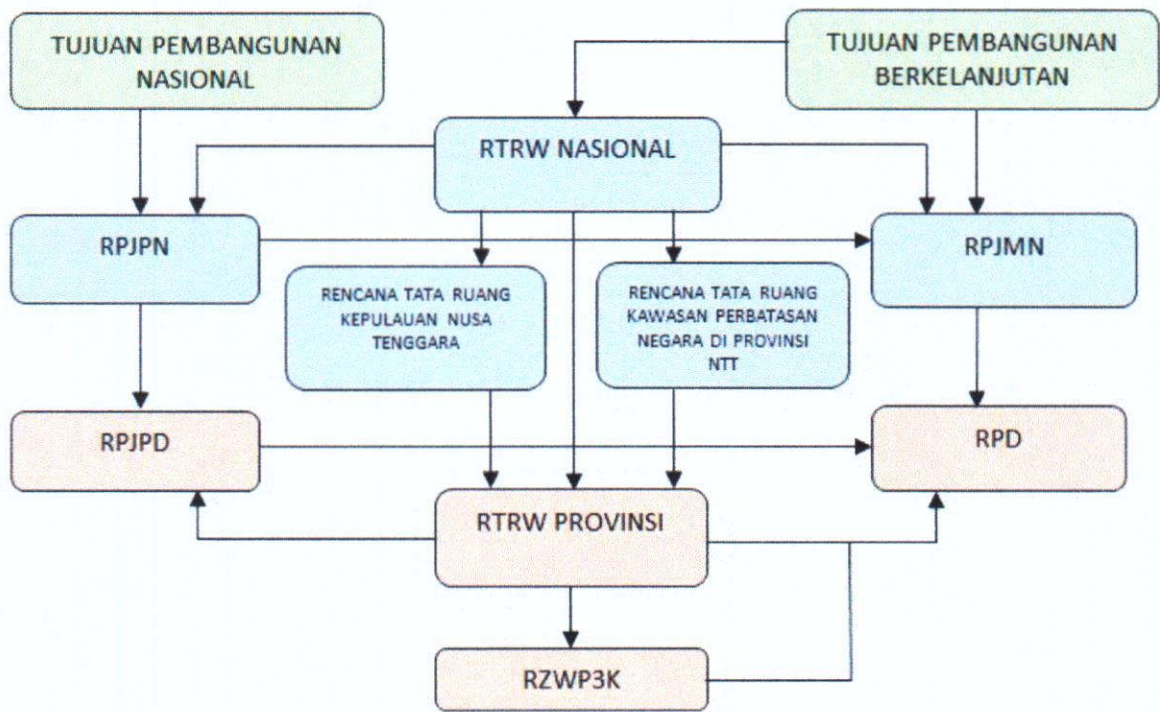 TUJUAN PEMBANGUNAN
NASIONAL
TUJUAN PEMBANGUNAN
BERKELANJUTAN
RTRW NASIONAL
RPJPN
RPJMN
RENCANA TATA RUANG
KEPULAUAN NUSA
TENGGARA
RENCANA TATA RUANG
KAWASAN PERBATASAN
NEGARA DI PROVINSI
NTT
RPJPD
RPD
RTRW PROVINSI
RZWP3K